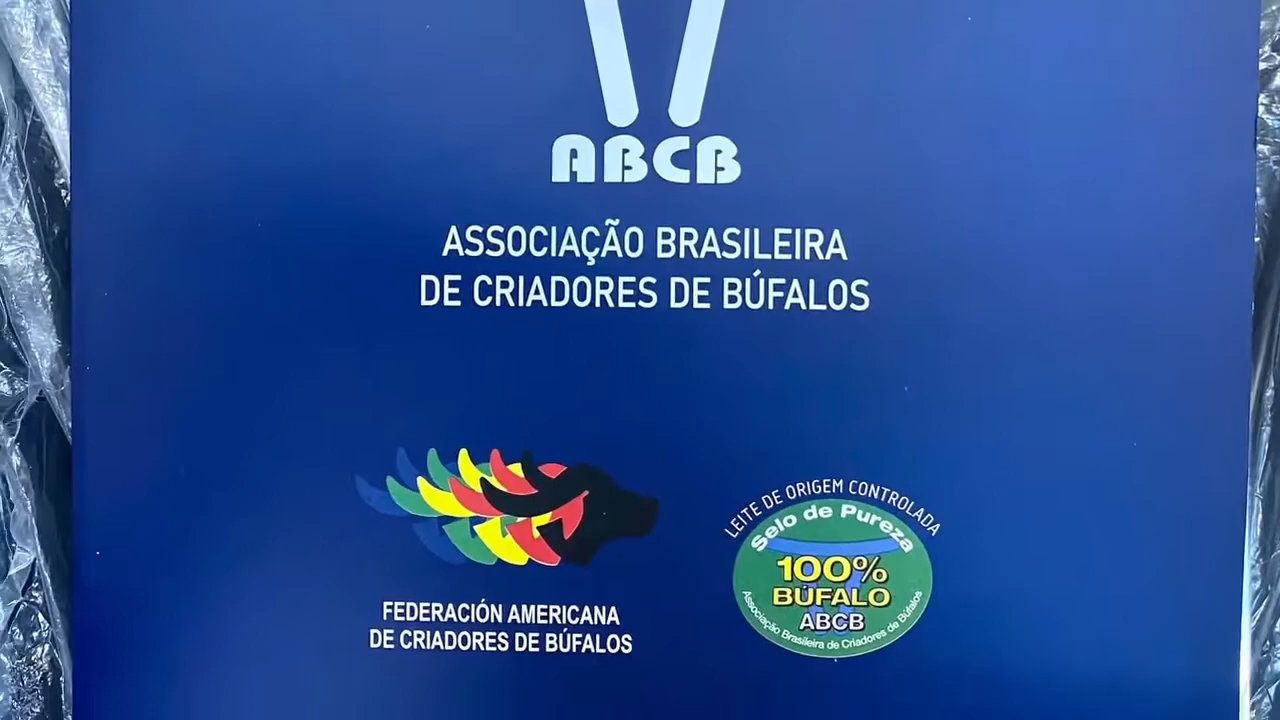 ABCB
ASSOCIAÇÃO BRASILEIRA
DE CRIADORES DE BÚFALOS
FEDERACIÓN AMERICANA
DE CRIADORES DE BÚFALOS
LEITE DE ORIGEM CONTROLADA
Selo de Pureza
100%
BÚFALO
ABCB
Associação Brasileira de Criadores de Búfalos